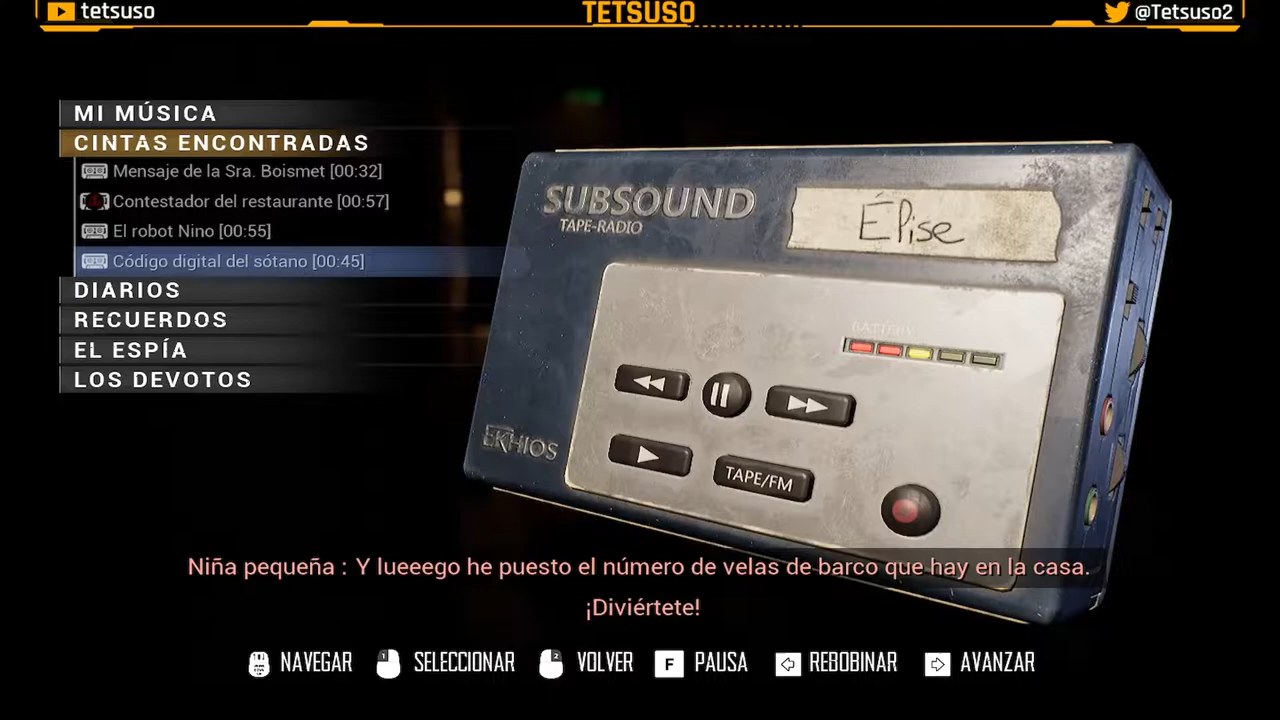 tetsuso
TETSUSO
@Tetsuso2
MI MÚSICA
CINTAS ENCONTRADAS
Mensaje de la Sra. Boismet [00:32]
Contestador del restaurante [00:57]
El robot Nino [00:55]
Código digital del sótano [00:45]
DIARIOS
RECUERDOS
EL ESPÍA
LOS DEVOTOS
SUBSOUND
TAPE-RADIO
Élise
BATTERY
EKHIOS
TAPE/FM
Niña pequeña : Y lueeego he puesto el número de velas de barco que hay en la casa.
¡Diviértete!
1 2 F
NAVEGAR SELECCIONAR VOLVER PAUSA REBOBINAR AVANZAR